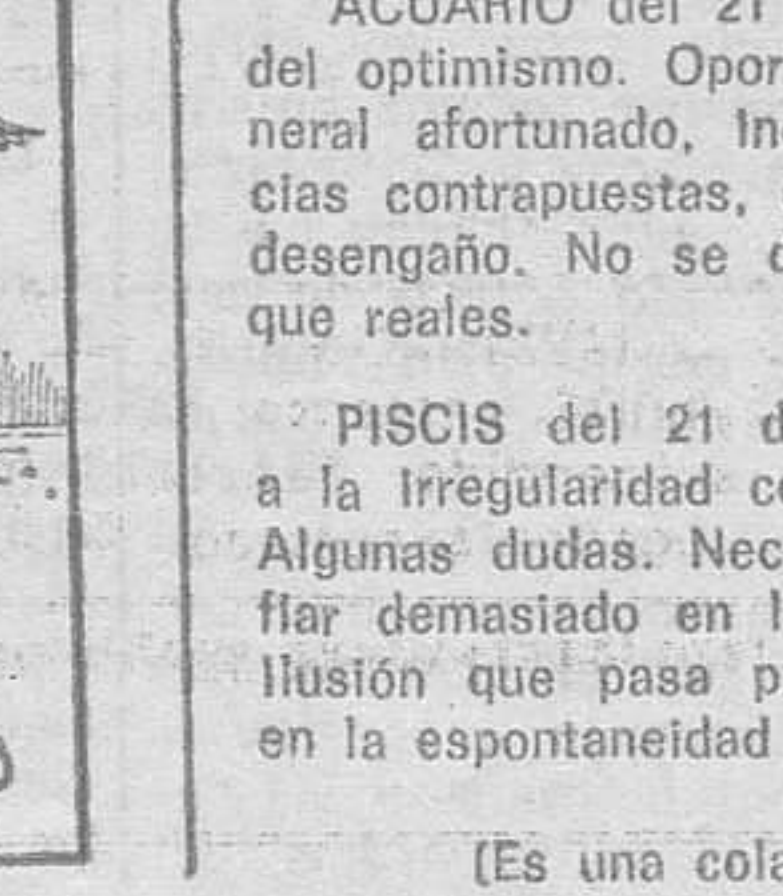 ACUARIO del 21
del optimismo. Opor
neral afortunado, In
cias contrapuestas,
desengaño. No se
que reales.
PISCIS del 21 d
a la irregularidad c
Algunas dudas. Nec
fiar demasiado en l
Ilusión que pasa p
en la espontaneidad
(Es una cola